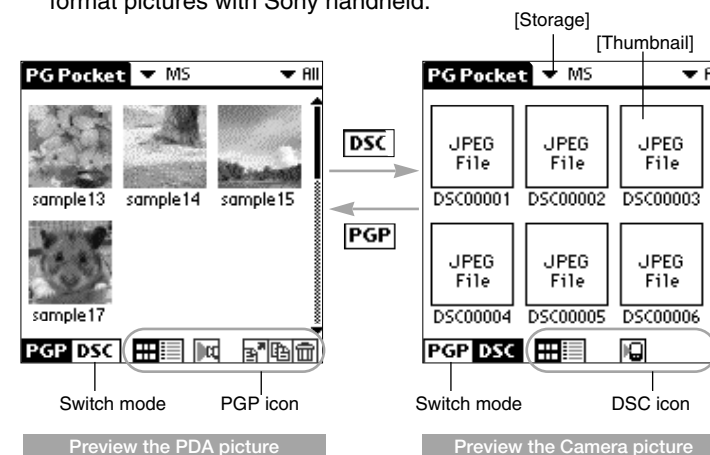 format pictures with Sony handheld.
[Storage]
[Thumbnail]
PG Pocket MS All
sample13 sample14 sample15
sample17
PGP DSC
Switch mode PGP icon
Preview the PDA picture
DSC
PGP
PG Pocket MS
JPEG File JPEG File JPEG File
DSC00001 DSC00002 DSC00003
JPEG File JPEG File JPEG File
DSC00004 DSC00005 DSC00006
PGP DSC
Switch mode DSC icon
Preview the Camera picture